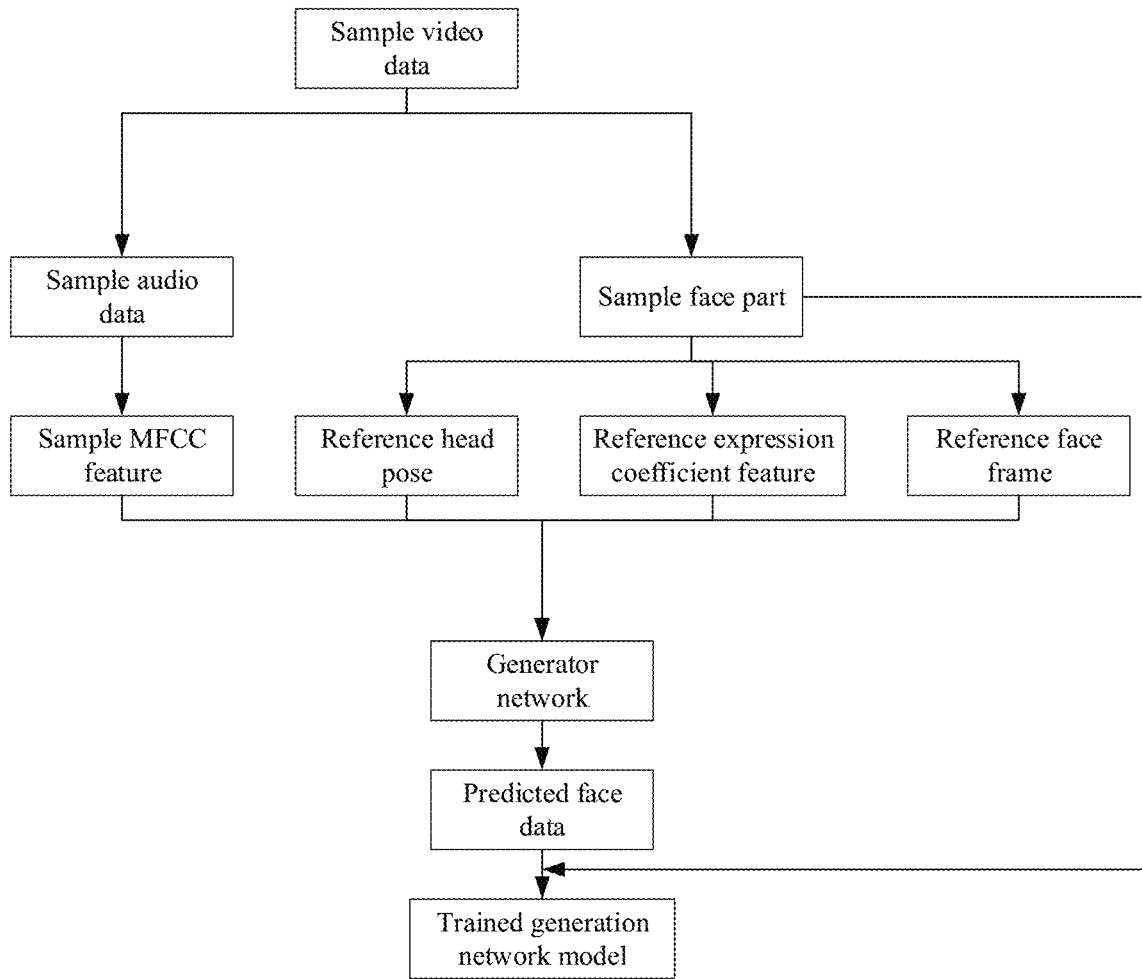 Sample video
data
Sample audio
data
Sample face part
Sample MFCC
feature
Reference head
pose
Reference expression
coefficient feature
Reference face
frame
Generator
network
Predicted face
data
Trained generation
network model